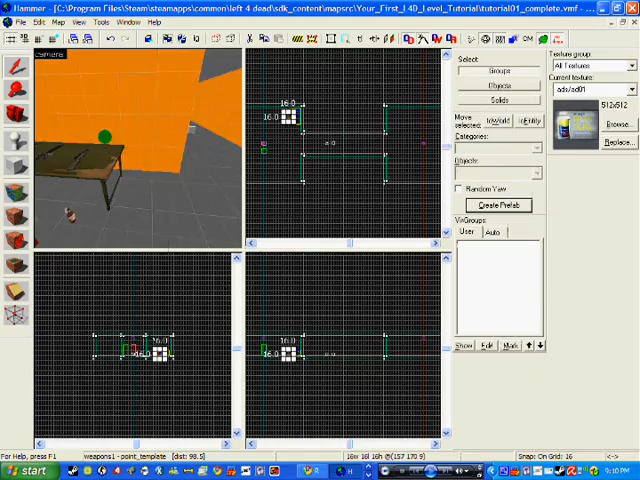 Hammer - [C:\Program Files\Steam\steamapps\common\left 4 dead\sdk_content\mapsrc\Your_First_L4D_Level_Tutorial\tutorial01_complete.vmf - ...
File Edit Map View Tools Window Help
camera
16.0
16.0
16.0
16.0
16.0
16.0
Select:
Groups
Objects
Solids
Move selected:
toWorld
toEntity
Categories:
Objects:
Random Yaw
Create Prefab
VisGroups:
User Auto
Show Edit Mark
Texture group:
All Textures
Current texture:
ads/ad01
512x512
Browse...
Replace...
For Help, press F1
weapons1 - point_template [dist: 98.5]
16w 16l 16h @(157 170 9)
Snap: On Grid: 16
<->
start
9:10 PM